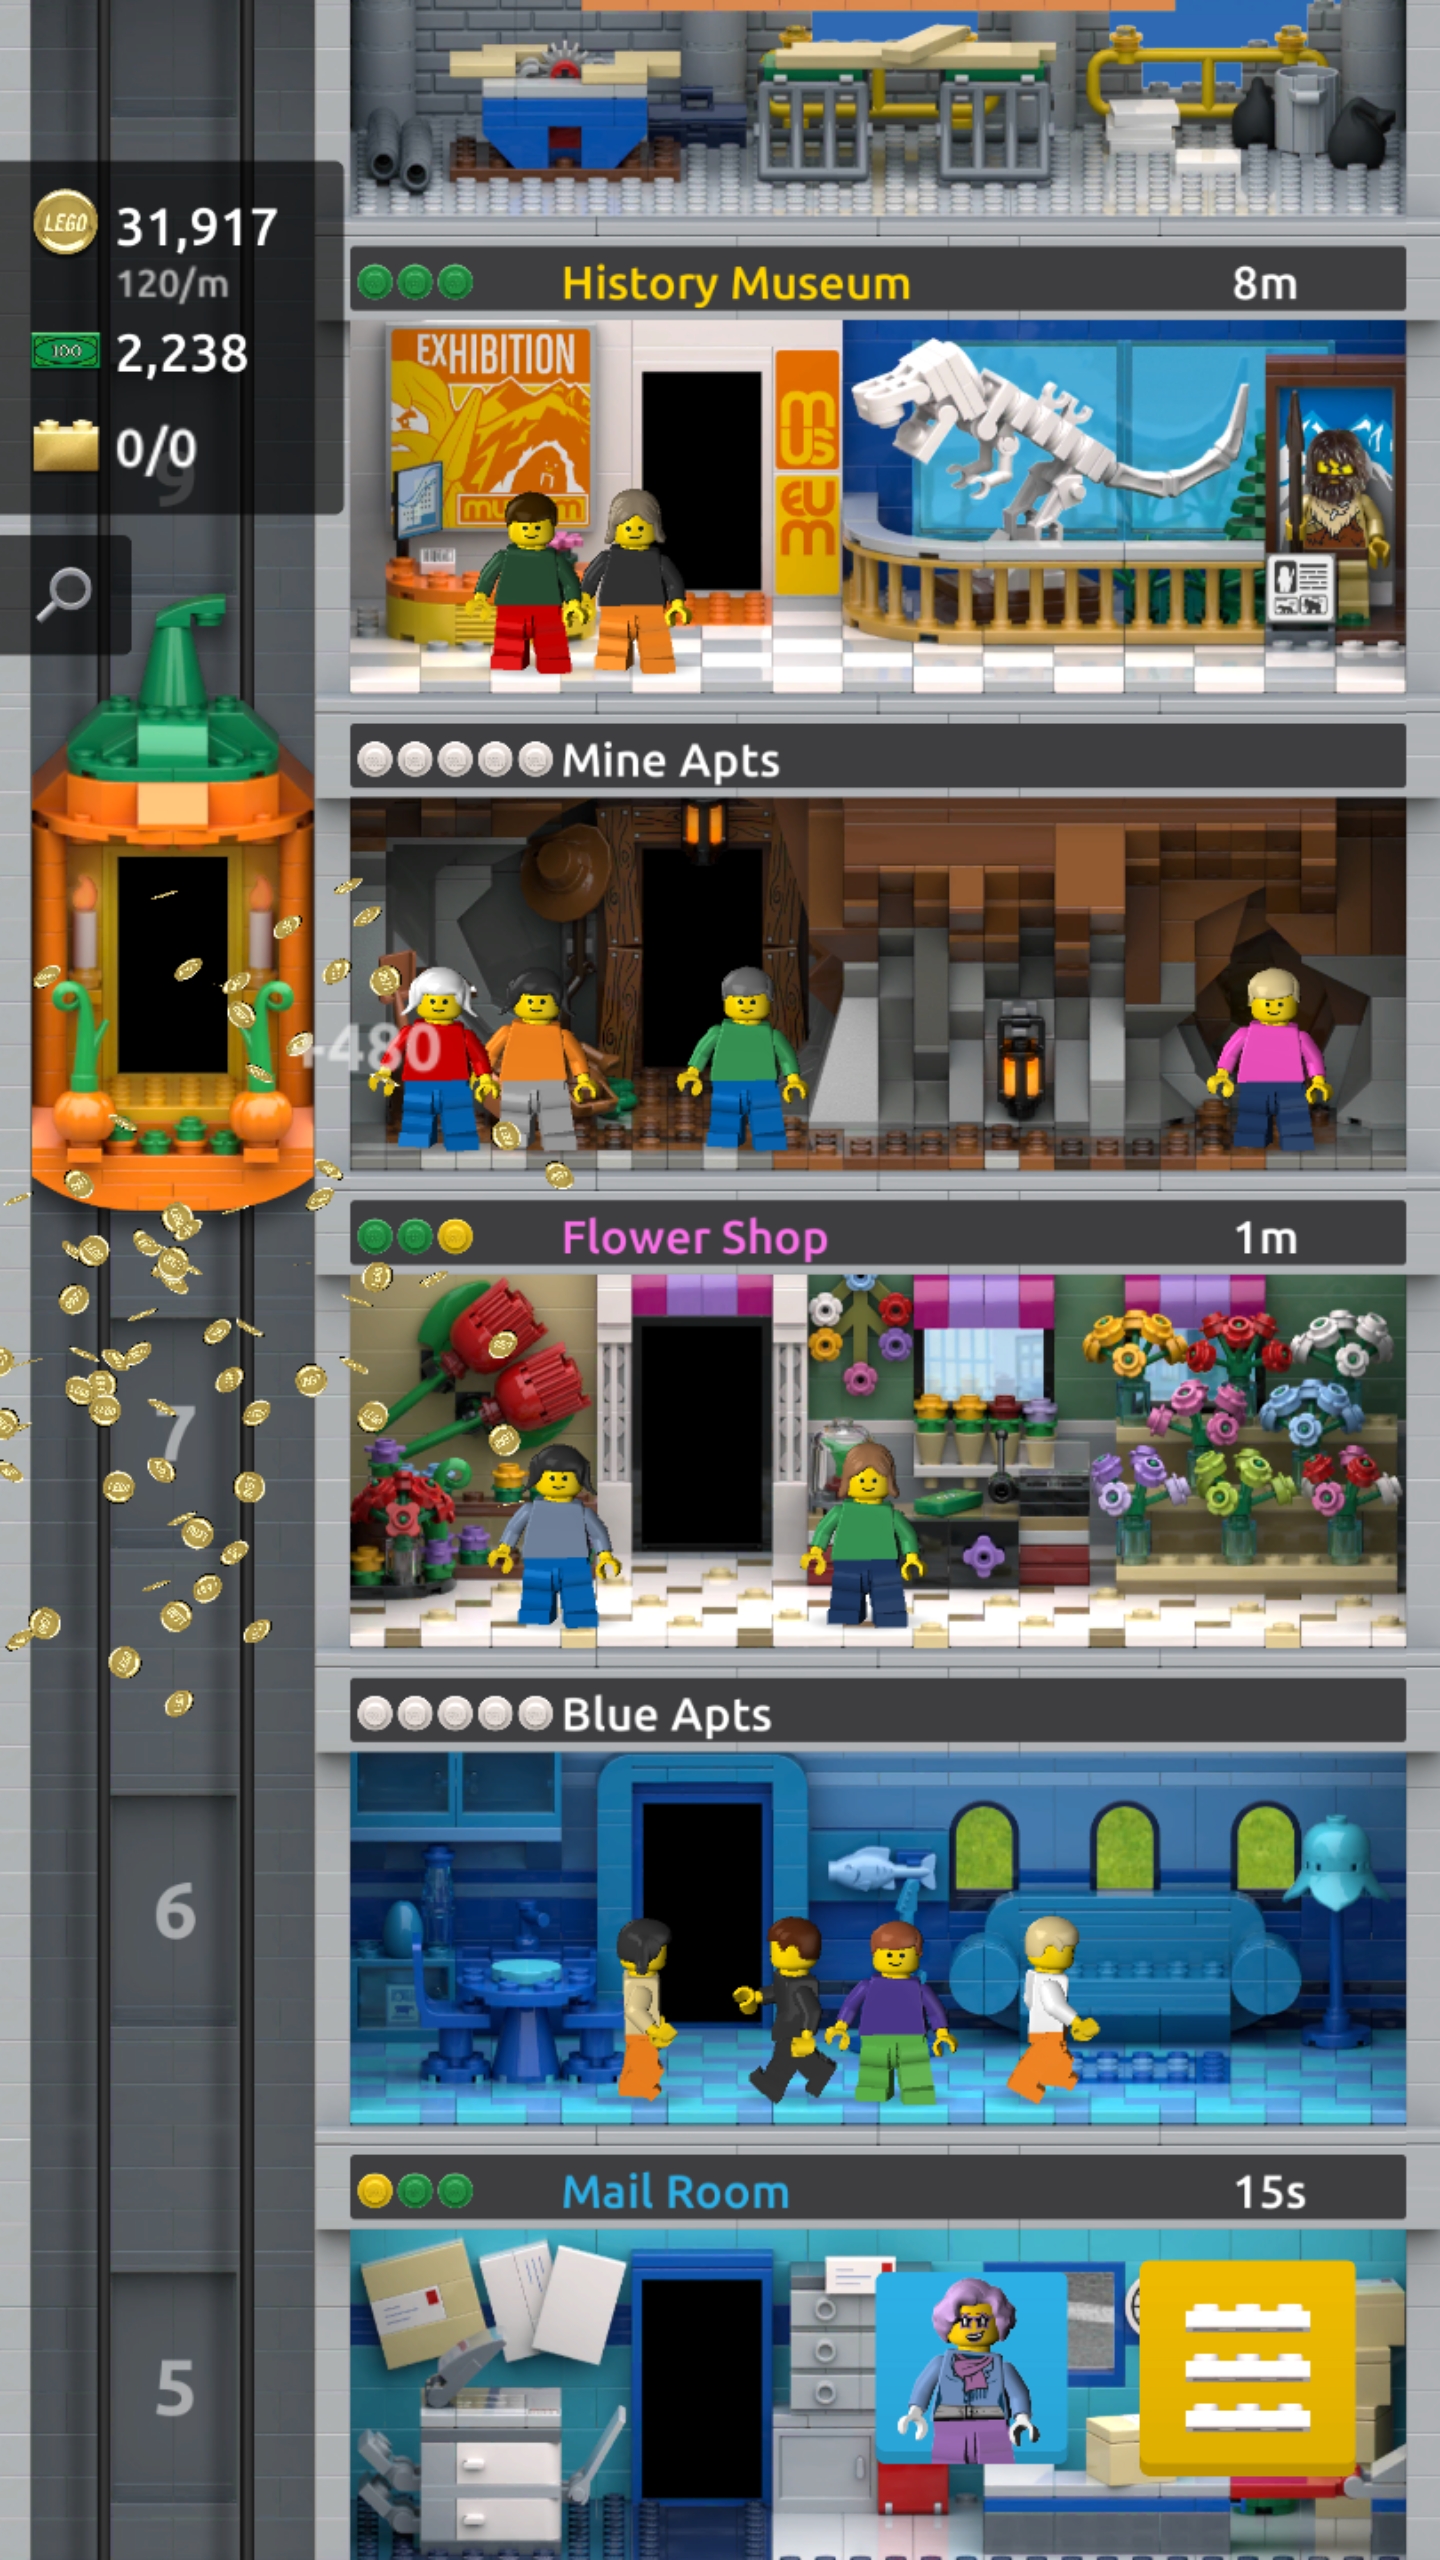 LEGO 31,917
120/m
100 2,238
0/0
9
History Museum 8m
EXHIBITION
mUs
eUm
Mine Apts
-480
Flower Shop 1m
7
Blue Apts
6
Mail Room 15s
5